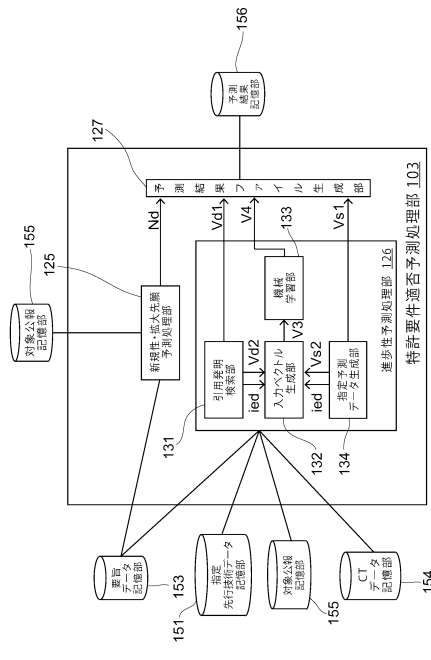 対象公報
記憶部
155
125
新規性・拡大先願
予測処理部
Nd
127
予測結果ファイル生成部
予測
結果
記憶部
156
要旨
データ
記憶部
153
指定
先行技術データ
記憶部
151
対象公報
記憶部
155
CT
データ
記憶部
154
引用発明
検索部
131
Vd1
ied
Vd2
入力ベクトル
生成部
132
V3
機械
学習部
133
V4
ied
Vs2
指定予測
データ生成部
134
Vs1
進歩性予測処理部 126
特許要件適否予測処理部 103